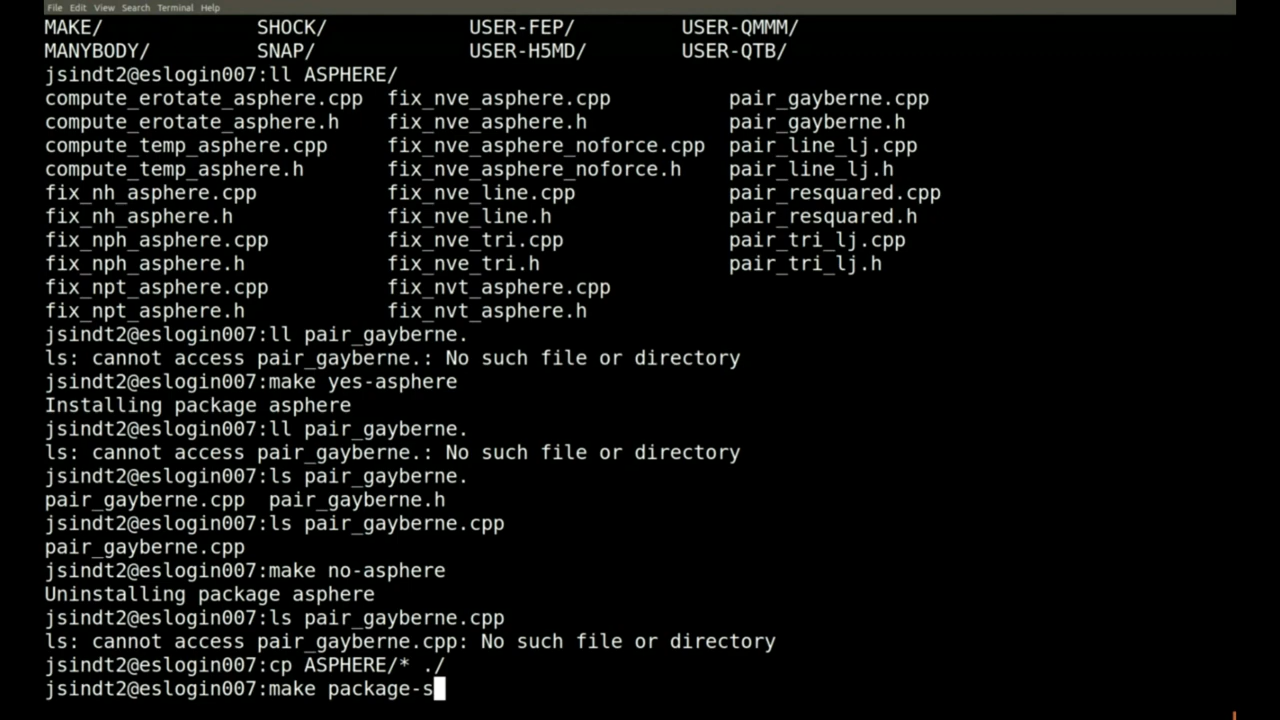 File Edit View Search Terminal Help
MAKE/ SHOCK/ USER-FEP/ USER-QMMM/
MANYBODY/ SNAP/ USER-H5MD/ USER-QTB/
jsindt2@eslogin007:ll ASPHERE/
compute_erotate_asphere.cpp fix_nve_asphere.cpp pair_gayberne.cpp
compute_erotate_asphere.h fix_nve_asphere.h pair_gayberne.h
compute_temp_asphere.cpp fix_nve_asphere_noforce.cpp pair_line_lj.cpp
compute_temp_asphere.h fix_nve_asphere_noforce.h pair_line_lj.h
fix_nh_asphere.cpp fix_nve_line.cpp pair_resquared.cpp
fix_nh_asphere.h fix_nve_line.h pair_resquared.h
fix_nph_asphere.cpp fix_nve_tri.cpp pair_tri_lj.cpp
fix_nph_asphere.h fix_nve_tri.h pair_tri_lj.h
fix_npt_asphere.cpp fix_nvt_asphere.cpp
fix_npt_asphere.h fix_nvt_asphere.h
jsindt2@eslogin007:ll pair_gayberne.
ls: cannot access pair_gayberne.: No such file or directory
jsindt2@eslogin007:make yes-asphere
Installing package asphere
jsindt2@eslogin007:ll pair_gayberne.
ls: cannot access pair_gayberne.: No such file or directory
jsindt2@eslogin007:ls pair_gayberne.
pair_gayberne.cpp pair_gayberne.h
jsindt2@eslogin007:ls pair_gayberne.cpp
pair_gayberne.cpp
jsindt2@eslogin007:make no-asphere
Uninstalling package asphere
jsindt2@eslogin007:ls pair_gayberne.cpp
ls: cannot access pair_gayberne.cpp: No such file or directory
jsindt2@eslogin007:cp ASPHERE/* ./
jsindt2@eslogin007:make package-s